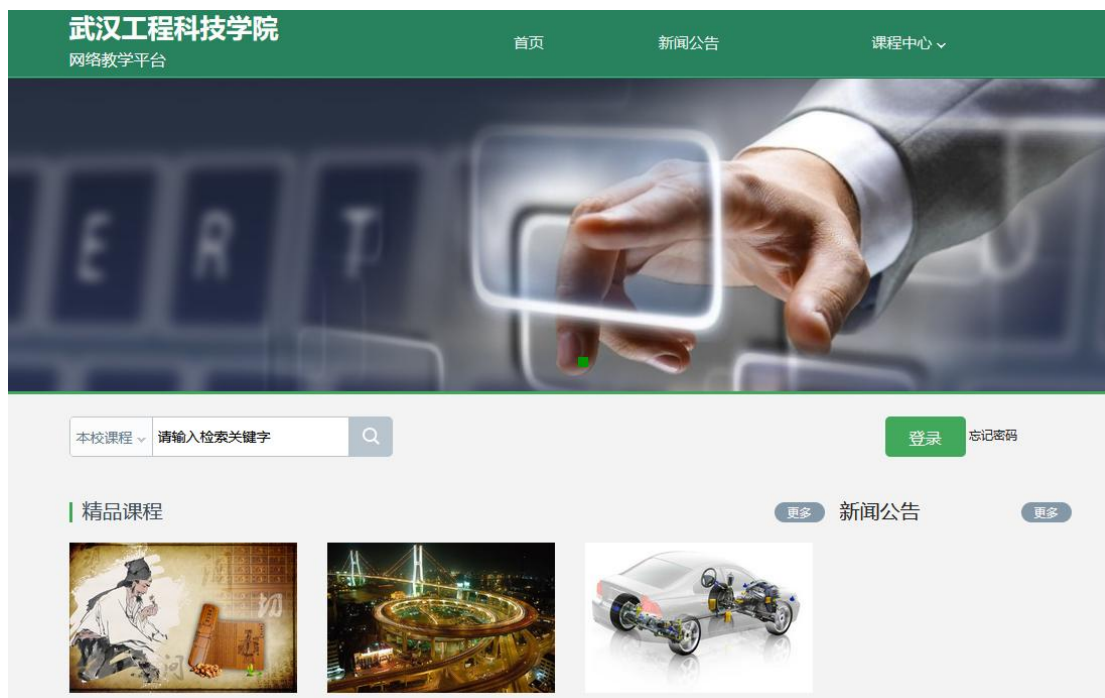 武汉工程科技学院
网络教学平台
首页 新闻公告 课程中心
E R T
本校课程 请输入检索关键字
登录 忘记密码
精品课程 更多 新闻公告 更多
切
问